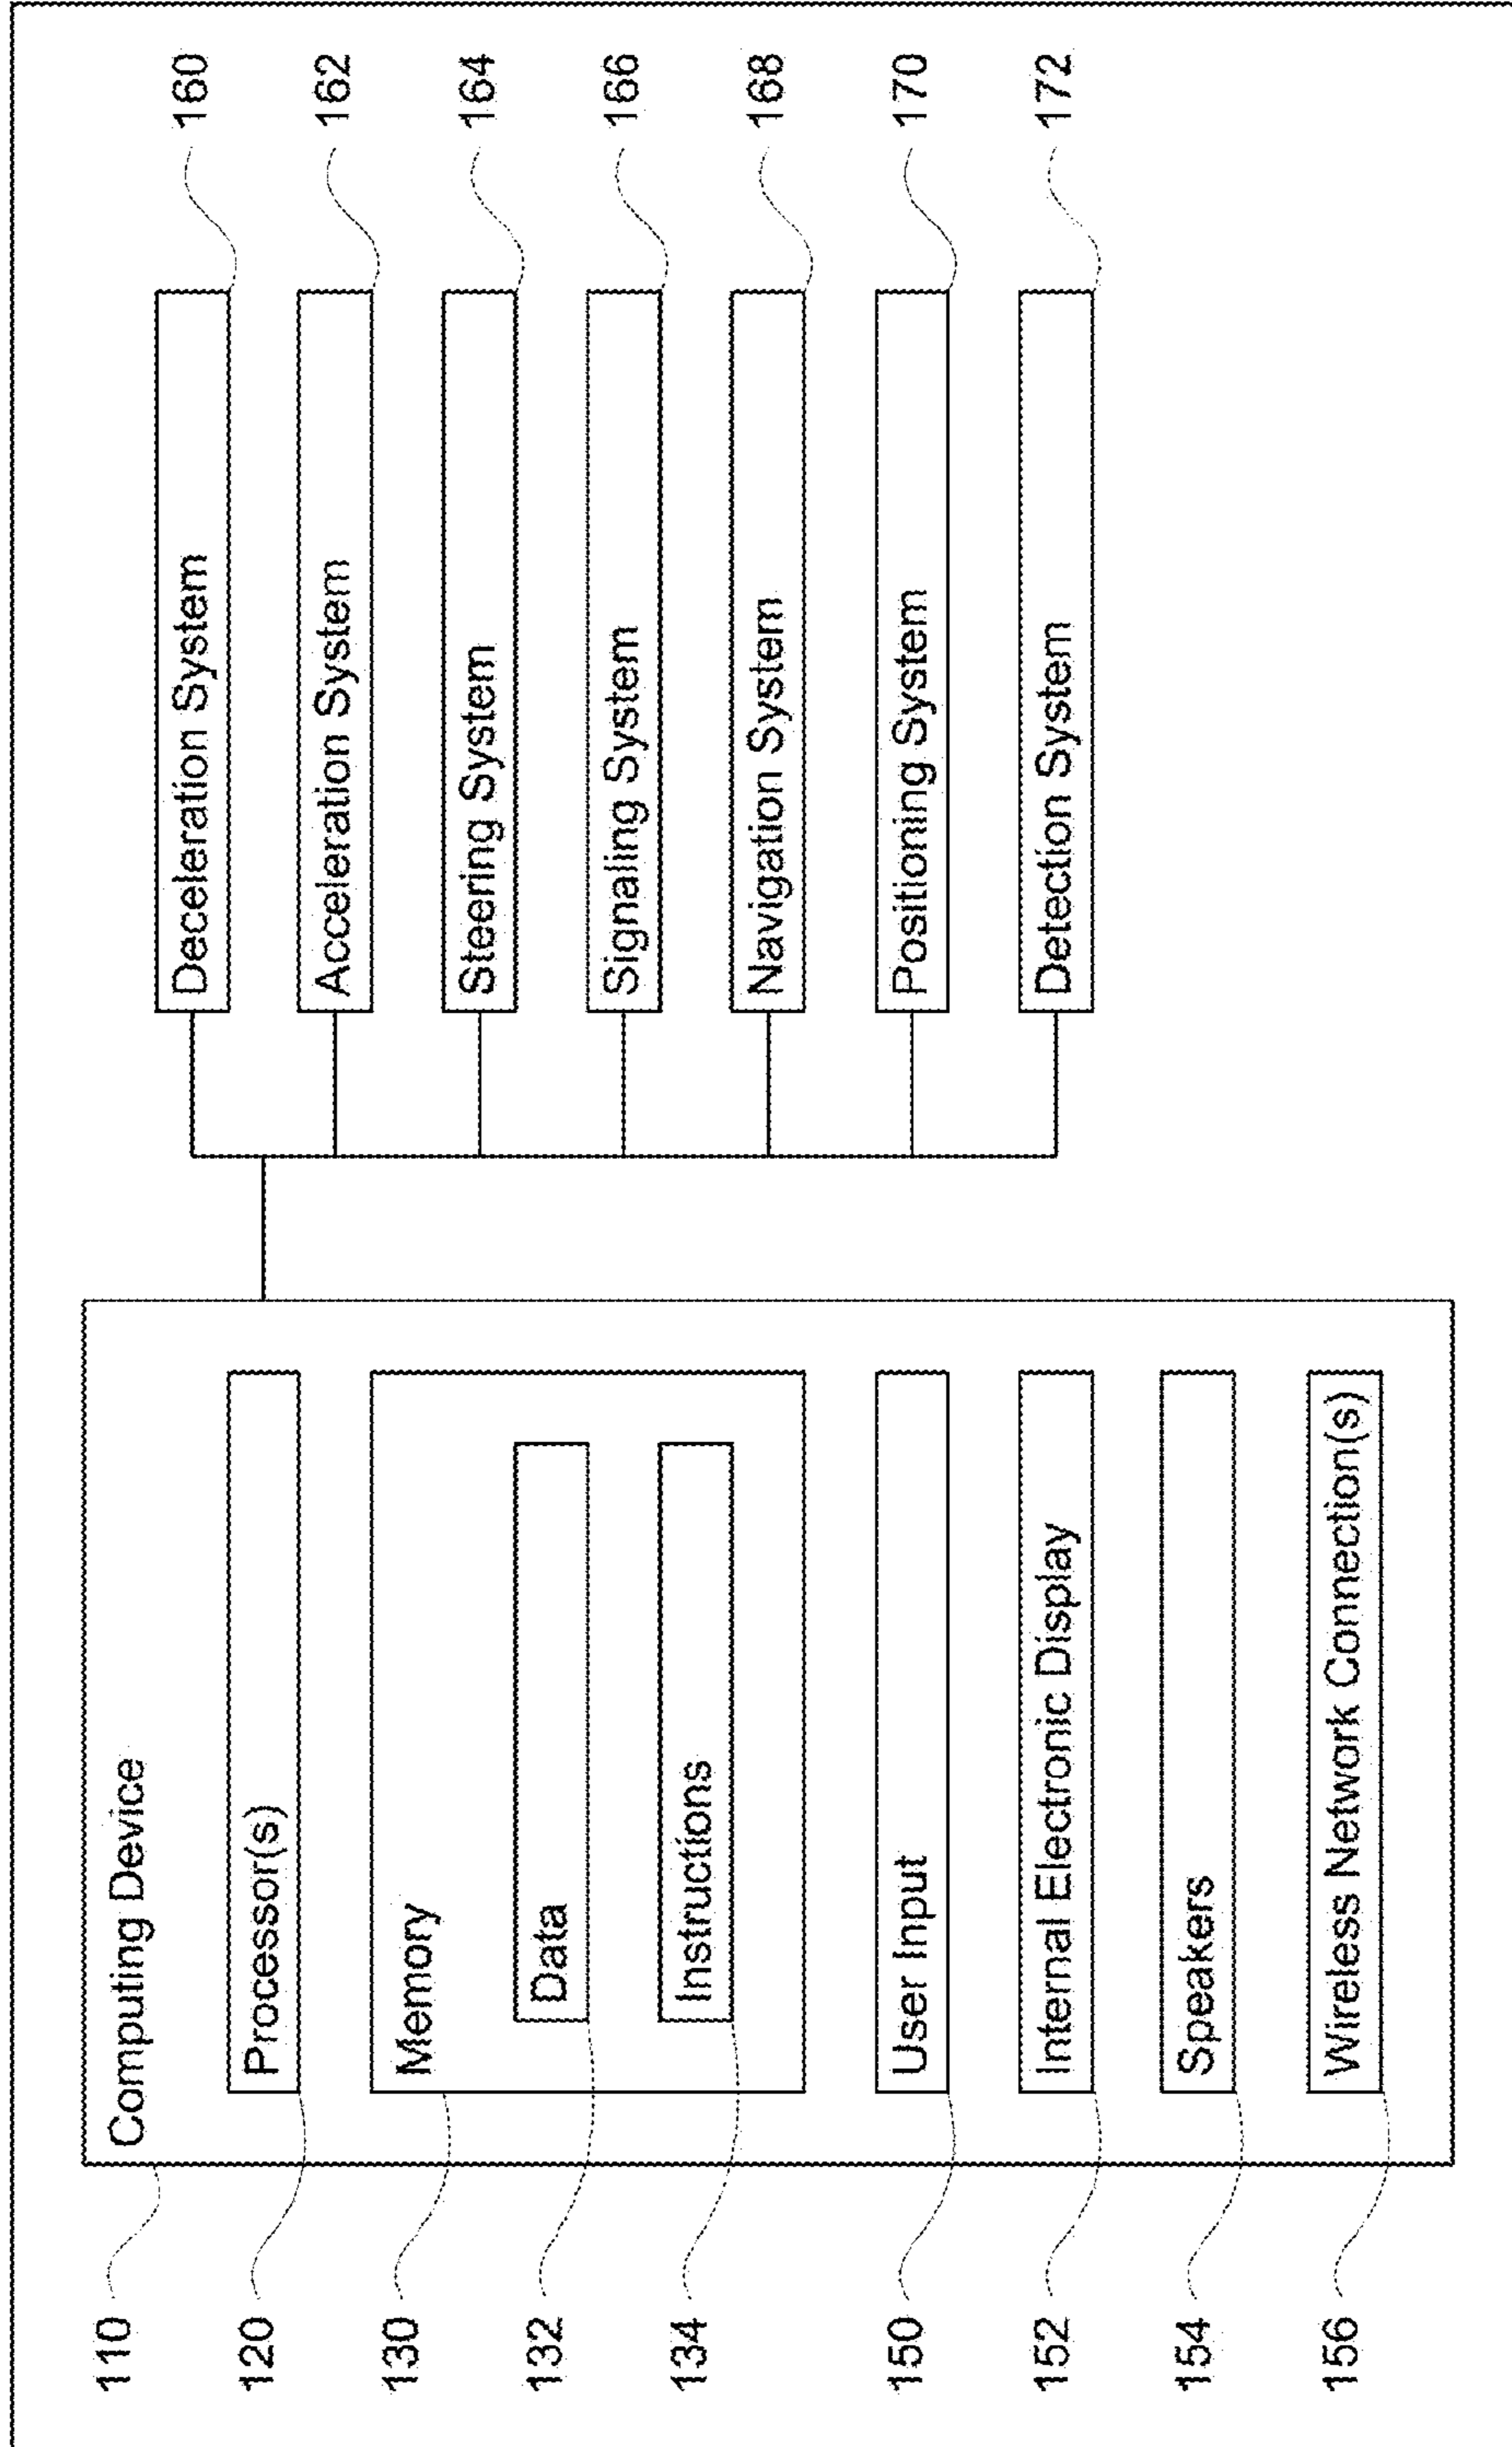 110
Computing Device
120
Processor(s)
130
Memory
132
Data
134
Instructions
150
User Input
152
Internal Electronic Display
154
Speakers
156
Wireless Network Connection(s)
Deceleration System
160
Acceleration System
162
Steering System
164
Signaling System
166
Navigation System
168
Positioning System
170
Detection System
172